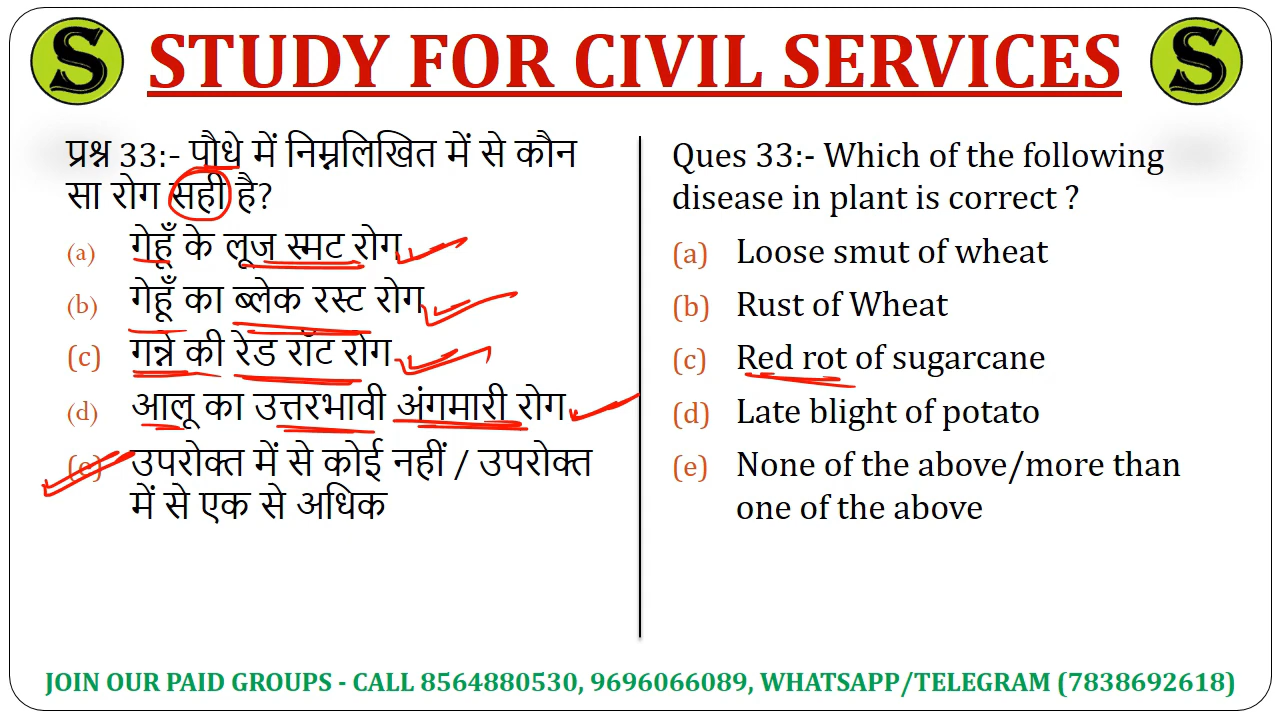 S STUDY FOR CIVIL SERVICES S
प्रश्न 33:- पौधे में निम्नलिखित में से कौन
सा रोग सही है?
(a) गेहूँ के लूज स्मट रोग
(b) गेहूँ का ब्लेक रस्ट रोग
(c) गन्ने की रेड रॉट रोग
(d) आलू का उत्तरभावी अंगमारी रोग
(e) उपरोक्त में से कोई नहीं / उपरोक्त
में से एक से अधिक
Ques 33:- Which of the following
disease in plant is correct ?
(a) Loose smut of wheat
(b) Rust of Wheat
(c) Red rot of sugarcane
(d) Late blight of potato
(e) None of the above/more than
one of the above
JOIN OUR PAID GROUPS - CALL 8564880530, 9696066089, WHATSAPP/TELEGRAM (7838692618)